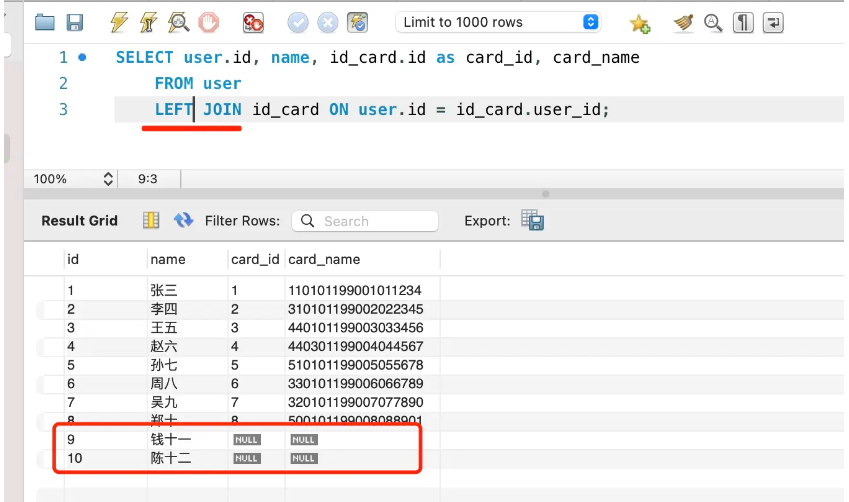 Limit to 1000 rows
1 SELECT user.id, name, id_card.id as card_id, card_name
2 FROM user
3 LEFT JOIN id_card ON user.id = id_card.user_id;
100% 9:3
Result Grid Filter Rows: Search Export:
id name card_id card_name
1 张三 1 110101199001011234
2 李四 2 310101199002022345
3 王五 3 440101199003033456
4 赵六 4 440301199004044567
5 孙七 5 510101199005055678
6 周八 6 330101199006066789
7 吴九 7 320101199007077890
8 郑十 8 500101199008088901
9 钱十一 NULL NULL
10 陈十二 NULL NULL